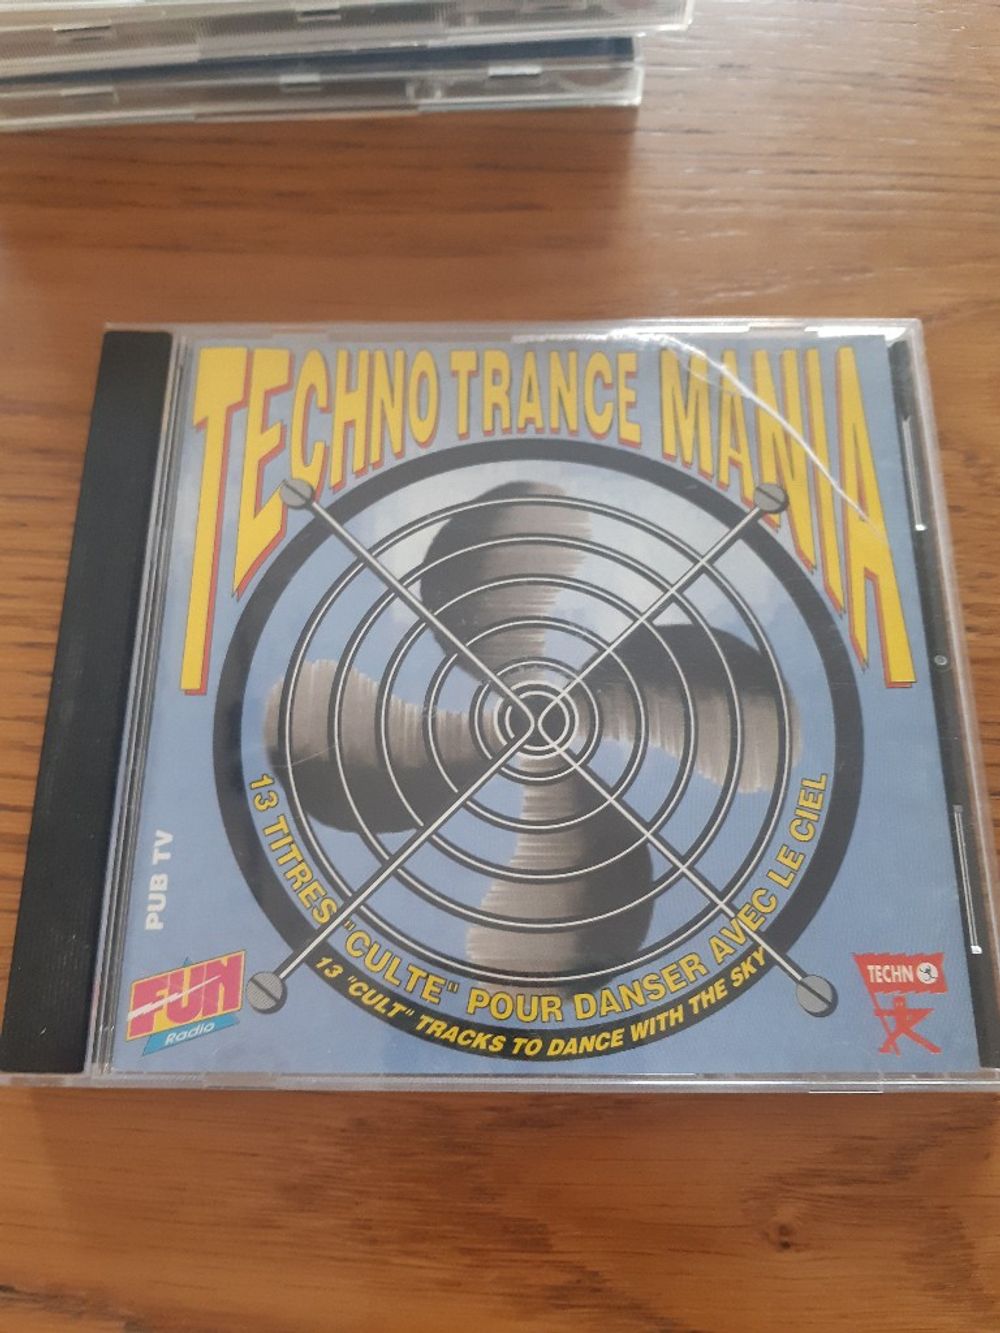 TECHNO TRANCE MANIA
13 TITRES "CULTE" POUR DANSER AVEC LE CIEL
13 "CULT" TRACKS TO DANCE WITH THE SKY
PUB TV
FUN
Radio
TECHNO